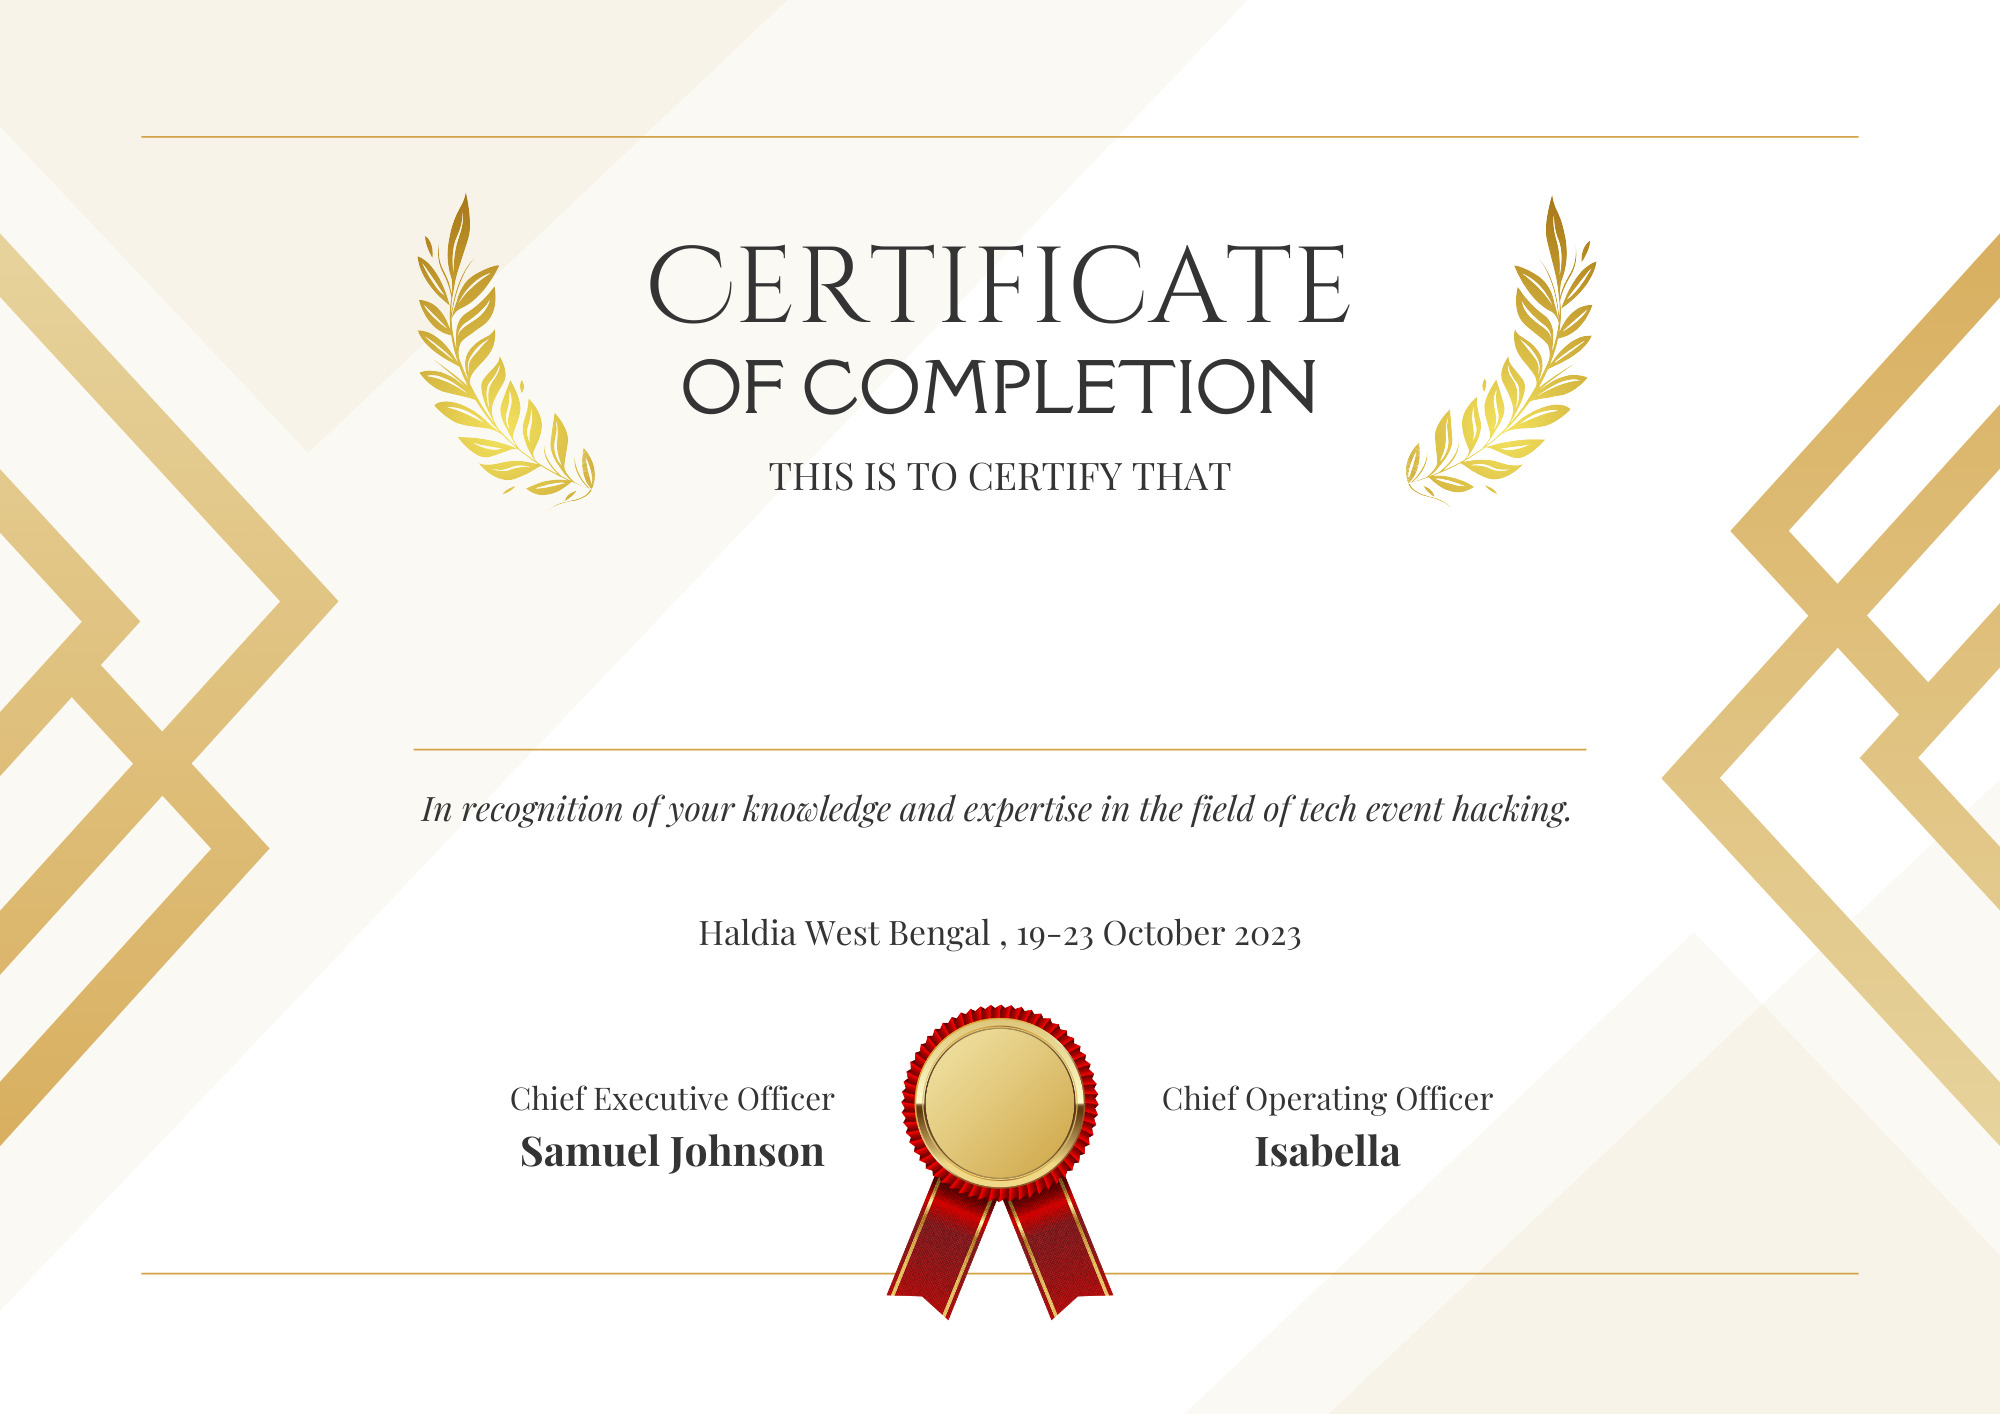 CERTIFICATE
OF COMPLETION
THIS IS TO CERTIFY THAT
In recognition of your knowledge and expertise in the field of tech event hacking.
Haldia West Bengal , 19-23 October 2023
Chief Executive Officer
Samuel Johnson
Chief Operating Officer
Isabella